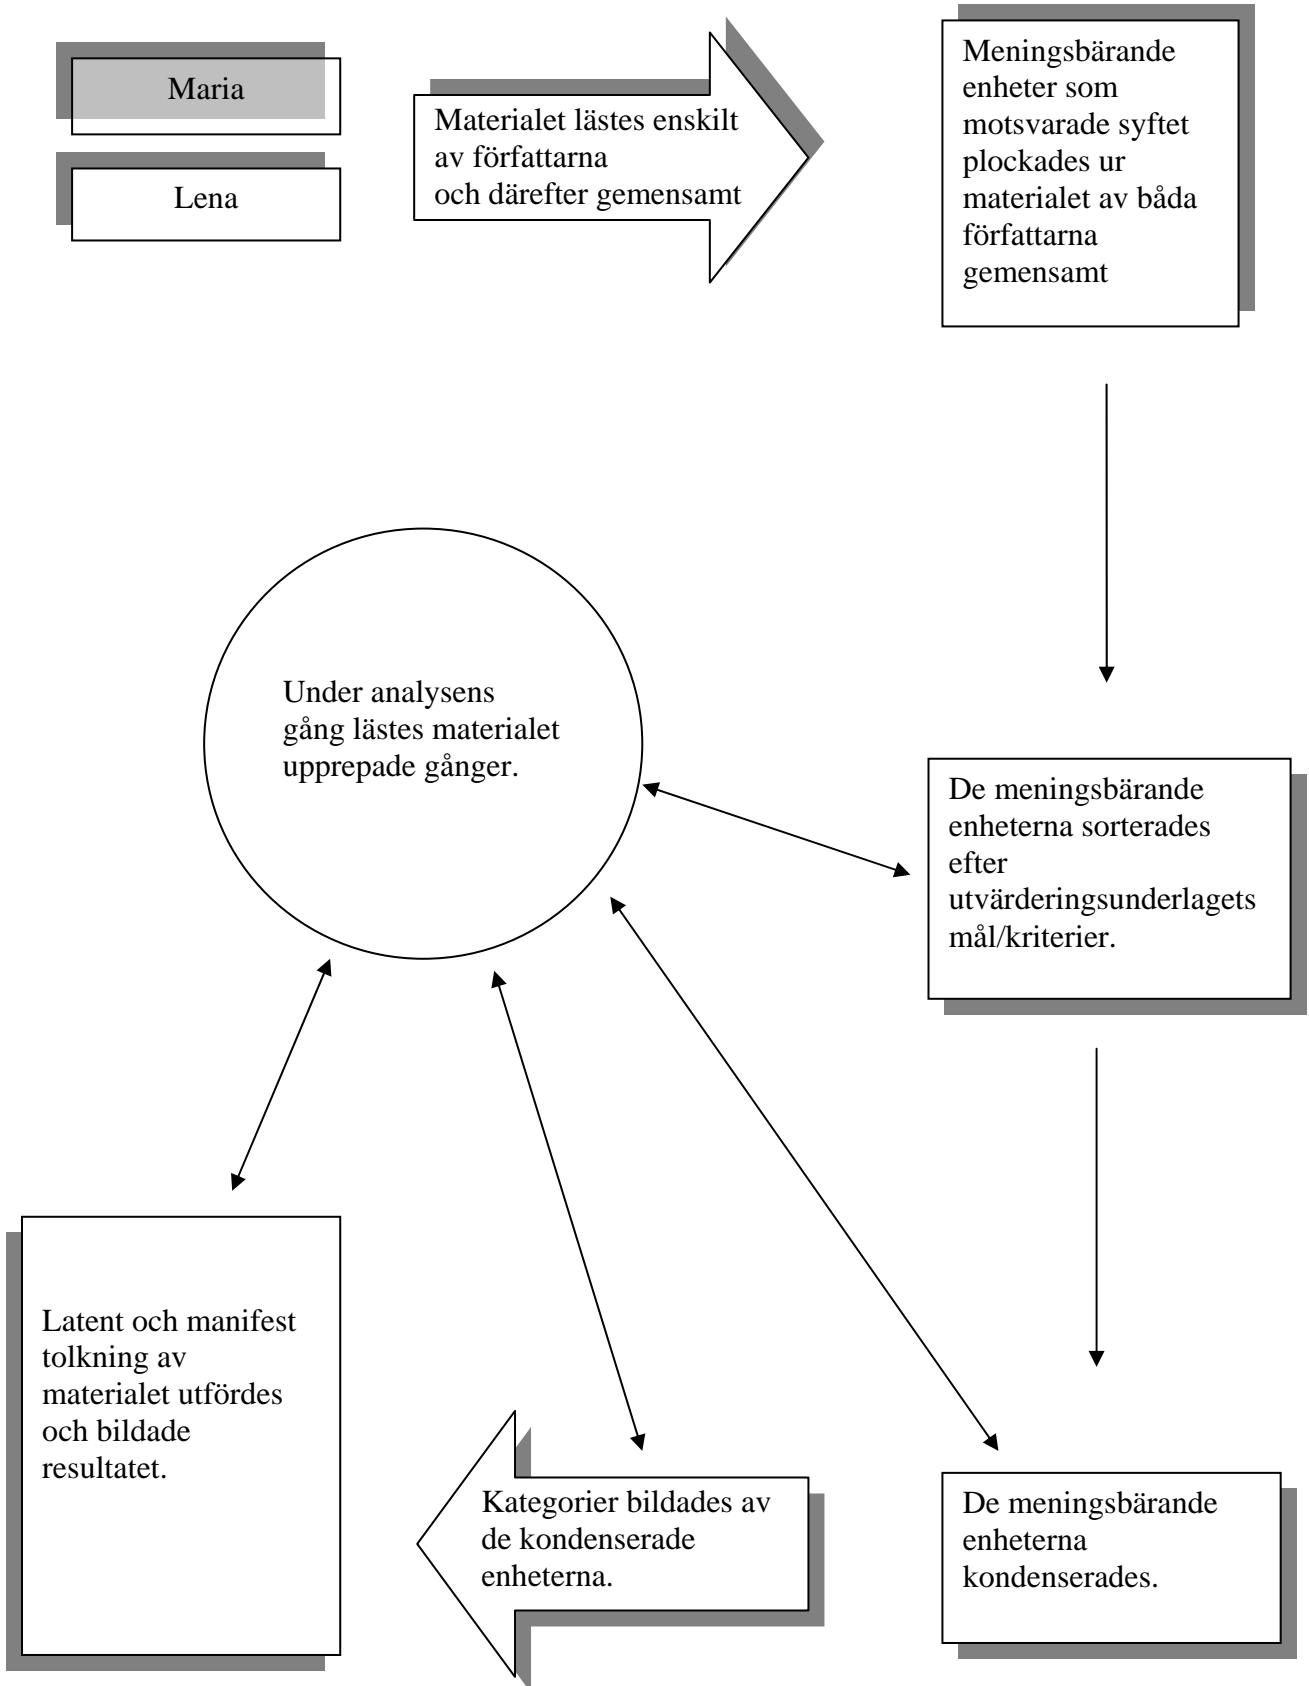 Maria
Lena
Materialet lästes enskilt
av författarna
och därefter gemensamt
Meningsbärande
enheter som
motsvarade syftet
plockades ur
materialet av båda
författarna
gemensamt
Under analysens
gång lästes materialet
upprepade gånger.
De meningsbärande
enheterna sorterades
efter
utvärderingsunderlagets
mål/kriterier.
De meningsbärande
enheterna
kondenserades.
Kategorier bildades av
de kondenserade
enheterna.
Latent och manifest
tolkning av
materialet utfördes
och bildade
resultatet.